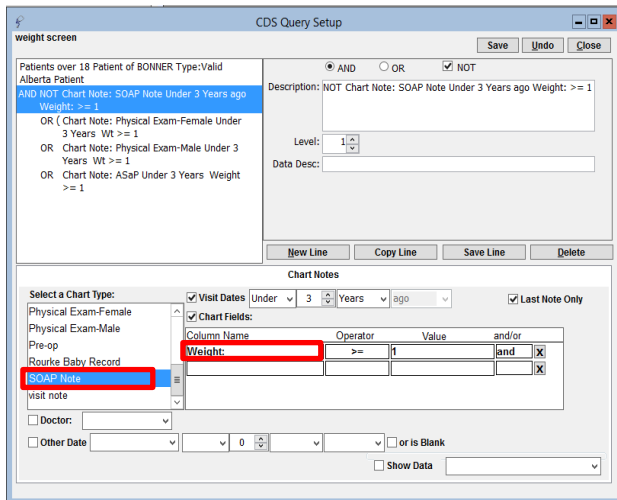 CDS Query Setup
weight screen
Save Undo Close
Patients over 18 Patient of BONNER Type:Valid
Alberta Patient
AND NOT Chart Note: SOAP Note Under 3 Years ago
Weight: >= 1
OR ( Chart Note: Physical Exam-Female Under
3 Years Wt >= 1
OR Chart Note: Physical Exam-Male Under 3
Years Wt >= 1
OR Chart Note: ASaP Under 3 Years Weight
>= 1
AND OR NOT
Description: NOT Chart Note: SOAP Note Under 3 Years ago Weight: >= 1
Level: 1
Data Desc:
New Line Copy Line Save Line Delete
Chart Notes
Select a Chart Type:
Physical Exam-Female
Physical Exam-Male
Pre-op
Rourke Baby Record
SOAP Note
visit note
Visit Dates Under 3 Years ago Last Note Only
Chart Fields:
Column Name Operator Value and/or
Weight: >= 1 and X
X
Doctor:
Other Date 0 or is Blank
Show Data